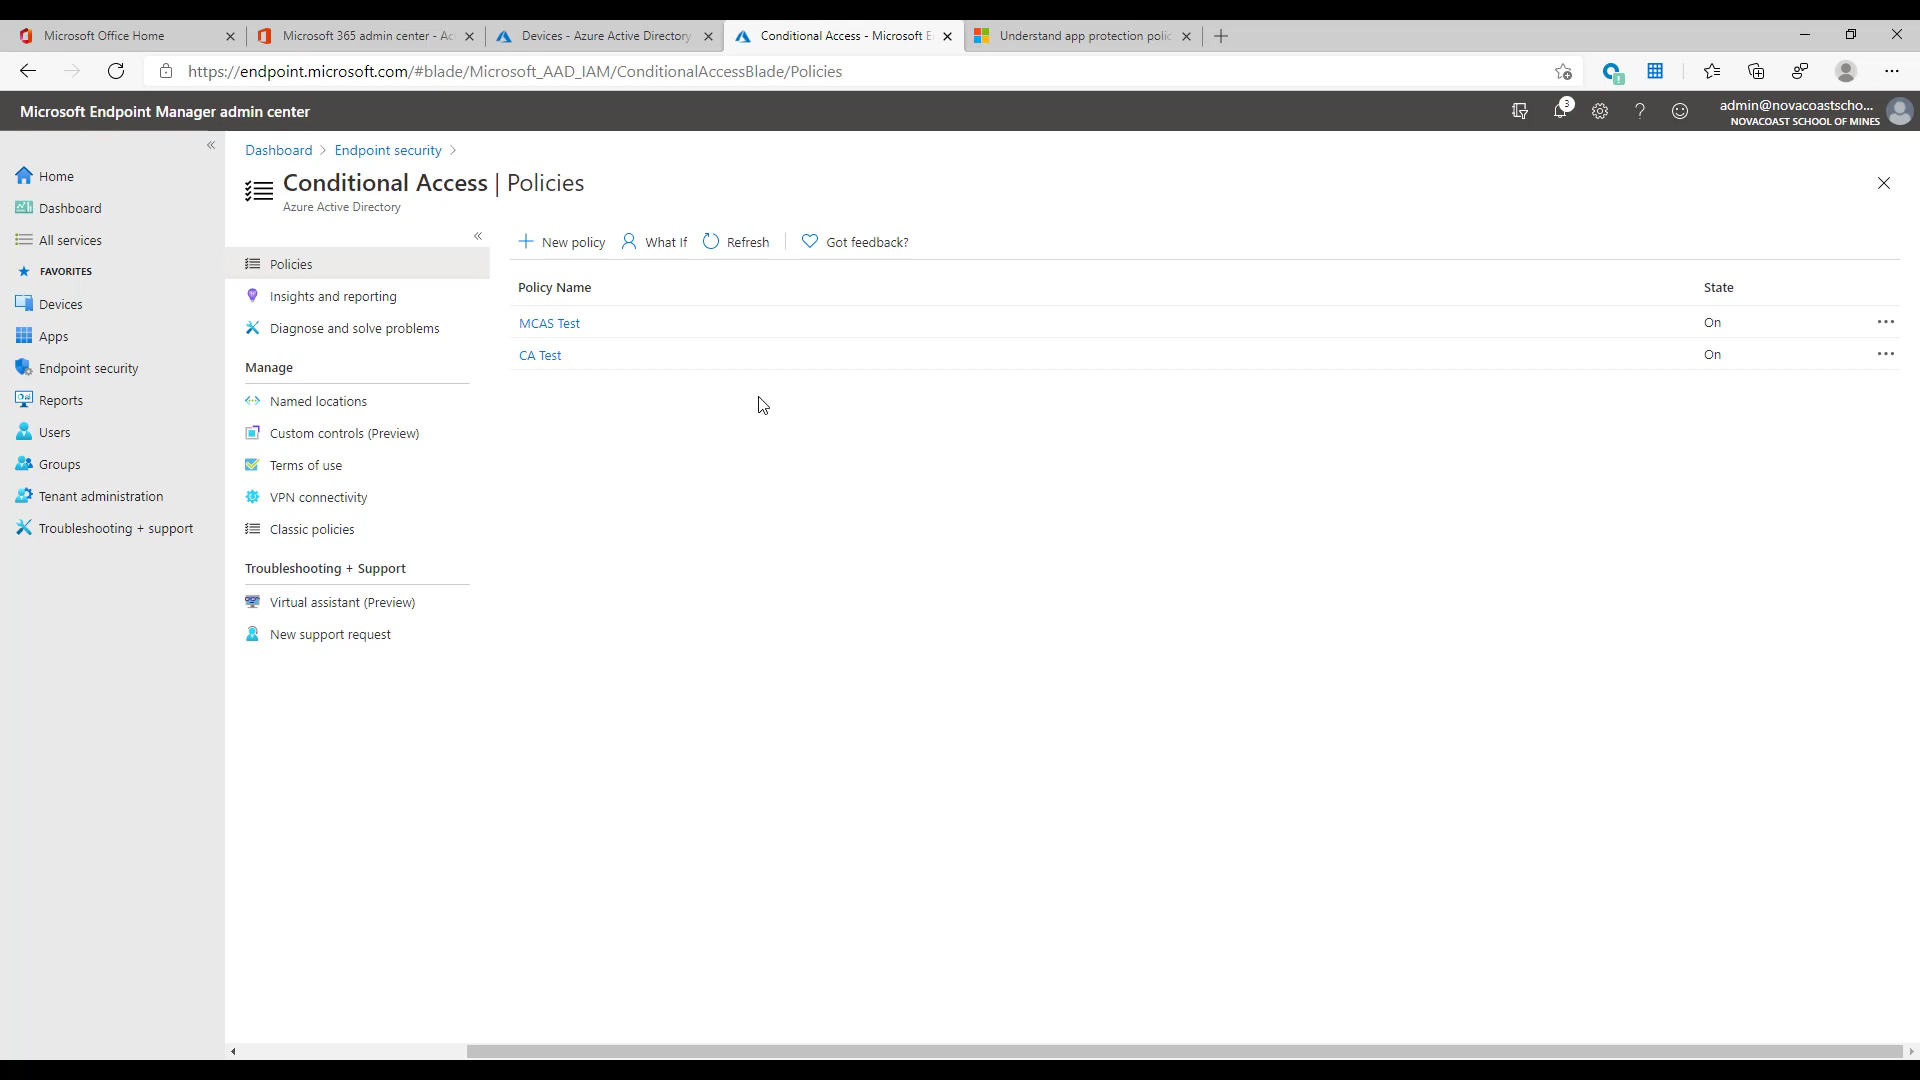 Microsoft Office Home
Microsoft 365 admin center - Ac
Devices - Azure Active Directory
Conditional Access - Microsoft E
Understand app protection polic
https://endpoint.microsoft.com/#blade/Microsoft_AAD_IAM/ConditionalAccessBlade/Policies
Microsoft Endpoint Manager admin center
3
admin@novacoastscho...
NOVACOAST SCHOOL OF MINES
Home
Dashboard
All services
FAVORITES
Devices
Apps
Endpoint security
Reports
Users
Groups
Tenant administration
Troubleshooting + support
Dashboard > Endpoint security >
Conditional Access | Policies
Azure Active Directory
Policies
Insights and reporting
Diagnose and solve problems
Manage
Named locations
Custom controls (Preview)
Terms of use
VPN connectivity
Classic policies
Troubleshooting + Support
Virtual assistant (Preview)
New support request
New policy What If Refresh Got feedback?
Policy Name State
MCAS Test On
CA Test On